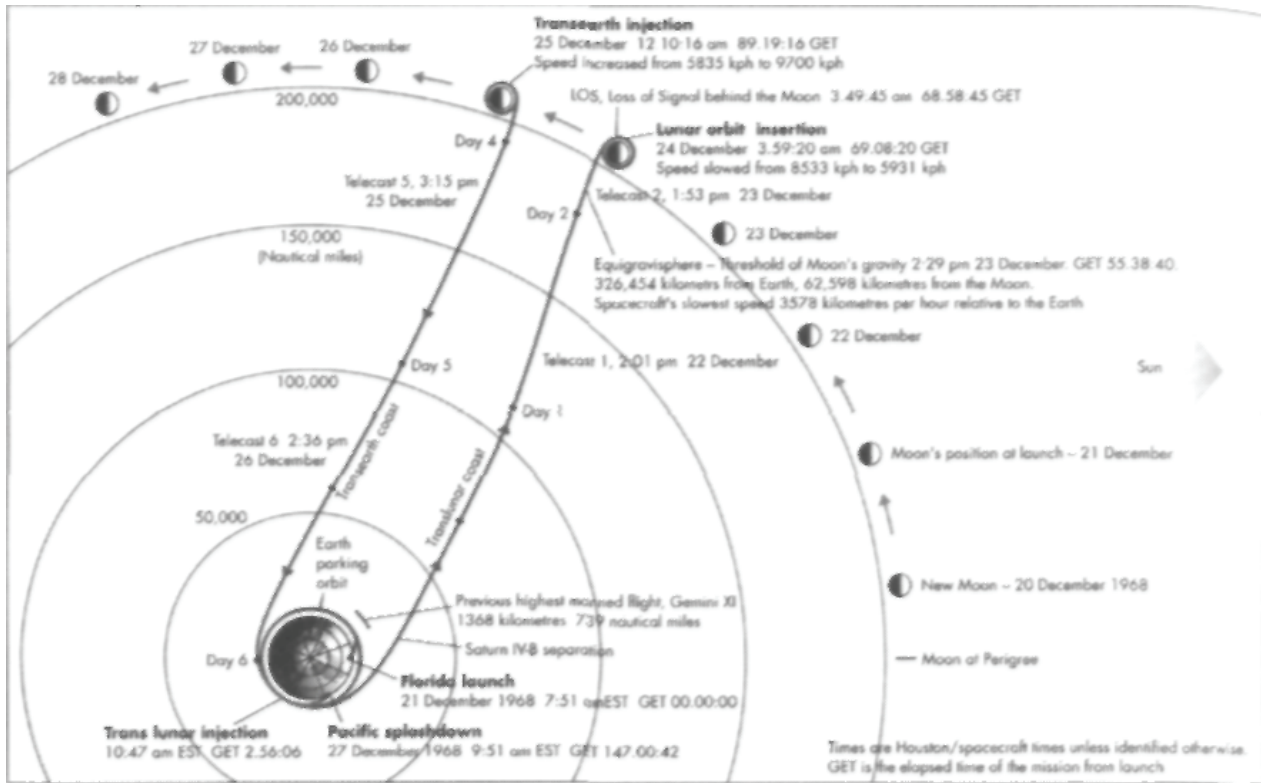 Transearth injection
25 December 12 10:16 am 89.19:16 GET
Speed increased from 5835 kph to 9700 kph
27 December
26 December
28 December
200,000
LOS, Loss of Signal behind the Moon 3.49:45 am 68.58:45 GET
Lunar orbit insertion
24 December 3.59:20 am 69.08:20 GET
Speed slowed from 8533 kph to 5931 kph
Day 4
Telecast 5, 3:15 pm
25 December
Telecast 2, 1:53 pm 23 December
Day 2
150,000
(Nautical miles)
23 December
Equigravisphere – Threshold of Moon's gravity 2:29 pm 23 December. GET 55.38:40.
326,454 kilometrs from Earth, 62,598 kilometres from the Moon.
Spacecraft's slowest speed 3578 kilometres per hour relative to the Earth
22 December
Telecast 1, 2:01 pm 22 December
Day 5
Sun
100,000
Day 1
Telecast 6 2:36 pm
26 December
Transearth coast
Translunar coast
Moon's position at launch – 21 December
50,000
Earth
parking
orbit
New Moon – 20 December 1968
Previous highest manned flight, Gemini XI
1368 kilometres 739 nautical miles
Saturn IV-B separation
Day 6
Moon at Perigree
Florida launch
21 December 1968 7:51 am EST GET 00.00:00
Trans lunar injection
10:47 am EST GET 2.56:06
Pacific splashdown
27 December 1968 9:51 am EST GET 147.00:42
Times are Houston/spacecraft times unless identified otherwise.
GET is the elapsed time of the mission from launch